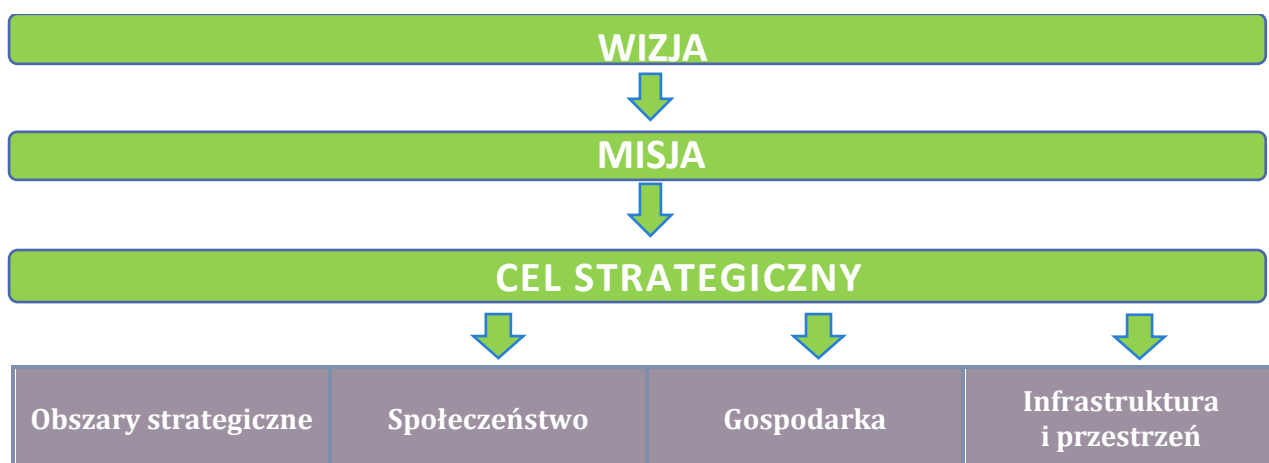 WIZJA
MISJA
CEL STRATEGICZNY
Obszary strategiczne
Społeczeństwo
Gospodarka
Infrastruktura
i przestrzeń